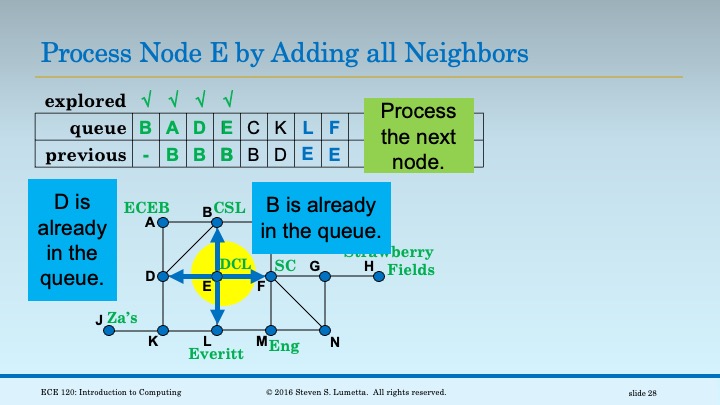 Process Node E by Adding all Neighbors
explored √ √ √ √
queue B A D E C K L F
previous - B B B B D E E
Process
the next
node.
D is
already
in the
queue.
B is already
in the queue.
ECEB
A
B CSL
Strawberry
Fields
D
DCL
E
F
SC
G
H
J Za's
K
L
Everitt
M Eng
N
ECE 120: Introduction to Computing
© 2016 Steven S. Lumetta. All rights reserved.
slide 28